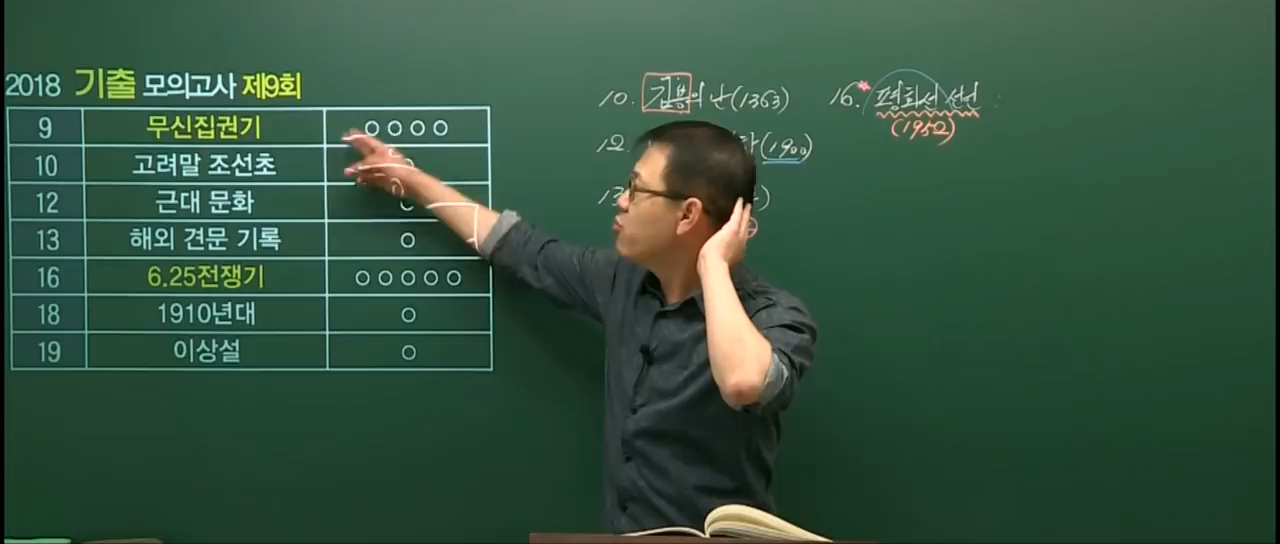 2018 기출 모의고사 제9회
9 무신집권기 ○○○○
10 고려말 조선초
12 근대 문화
13 해외 견문 기록 ○
16 6.25전쟁기 ○○○○○
18 1910년대 ○
19 이상설 ○
10. 김용의 난(1363)
12. (1900)
13
16. 평화선 선언
(1952)